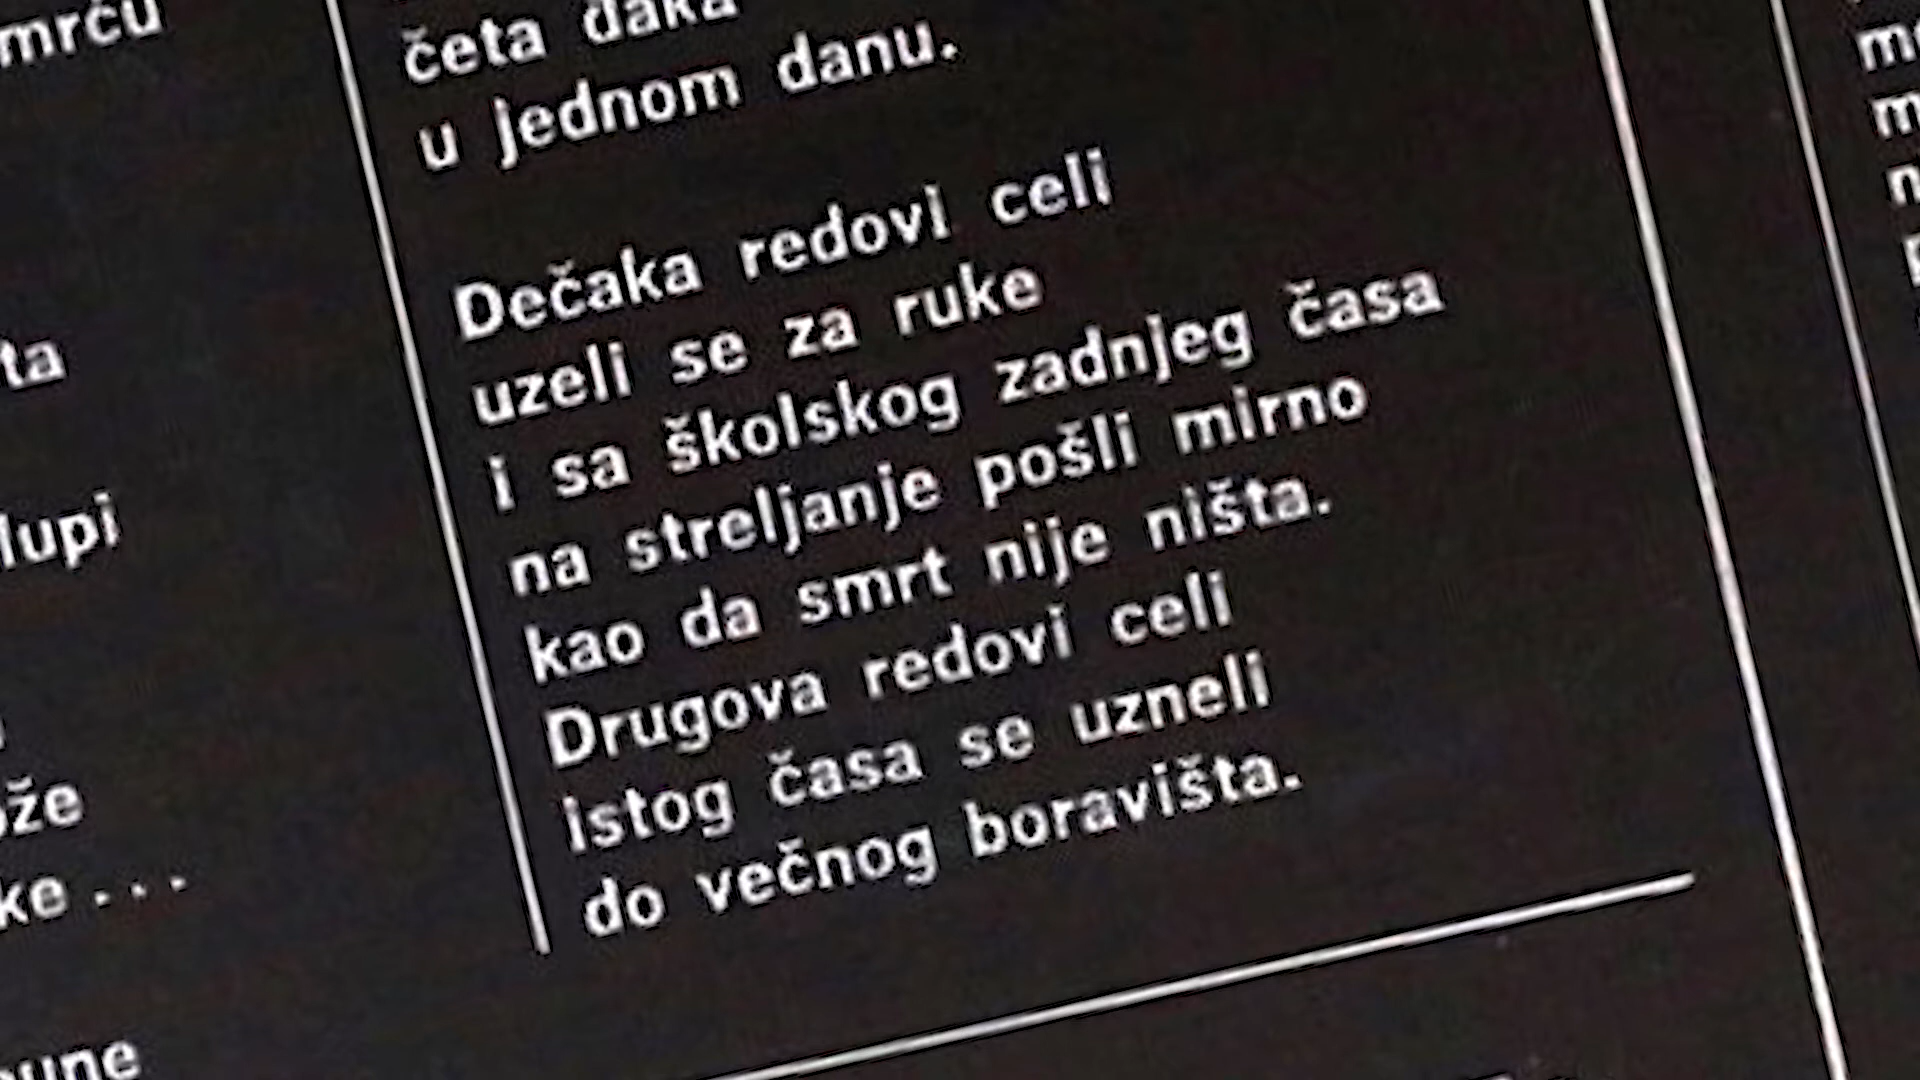 mrću
ta
lupi
že
ke...
četa đaka
u jednom danu.
Dečaka redovi celi
uzeli se za ruke
i sa školskog zadnjeg časa
na streljanje pošli mirno
kao da smrt nije ništa.
Drugova redovi celi
istog časa se uzneli
do večnog boravišta.